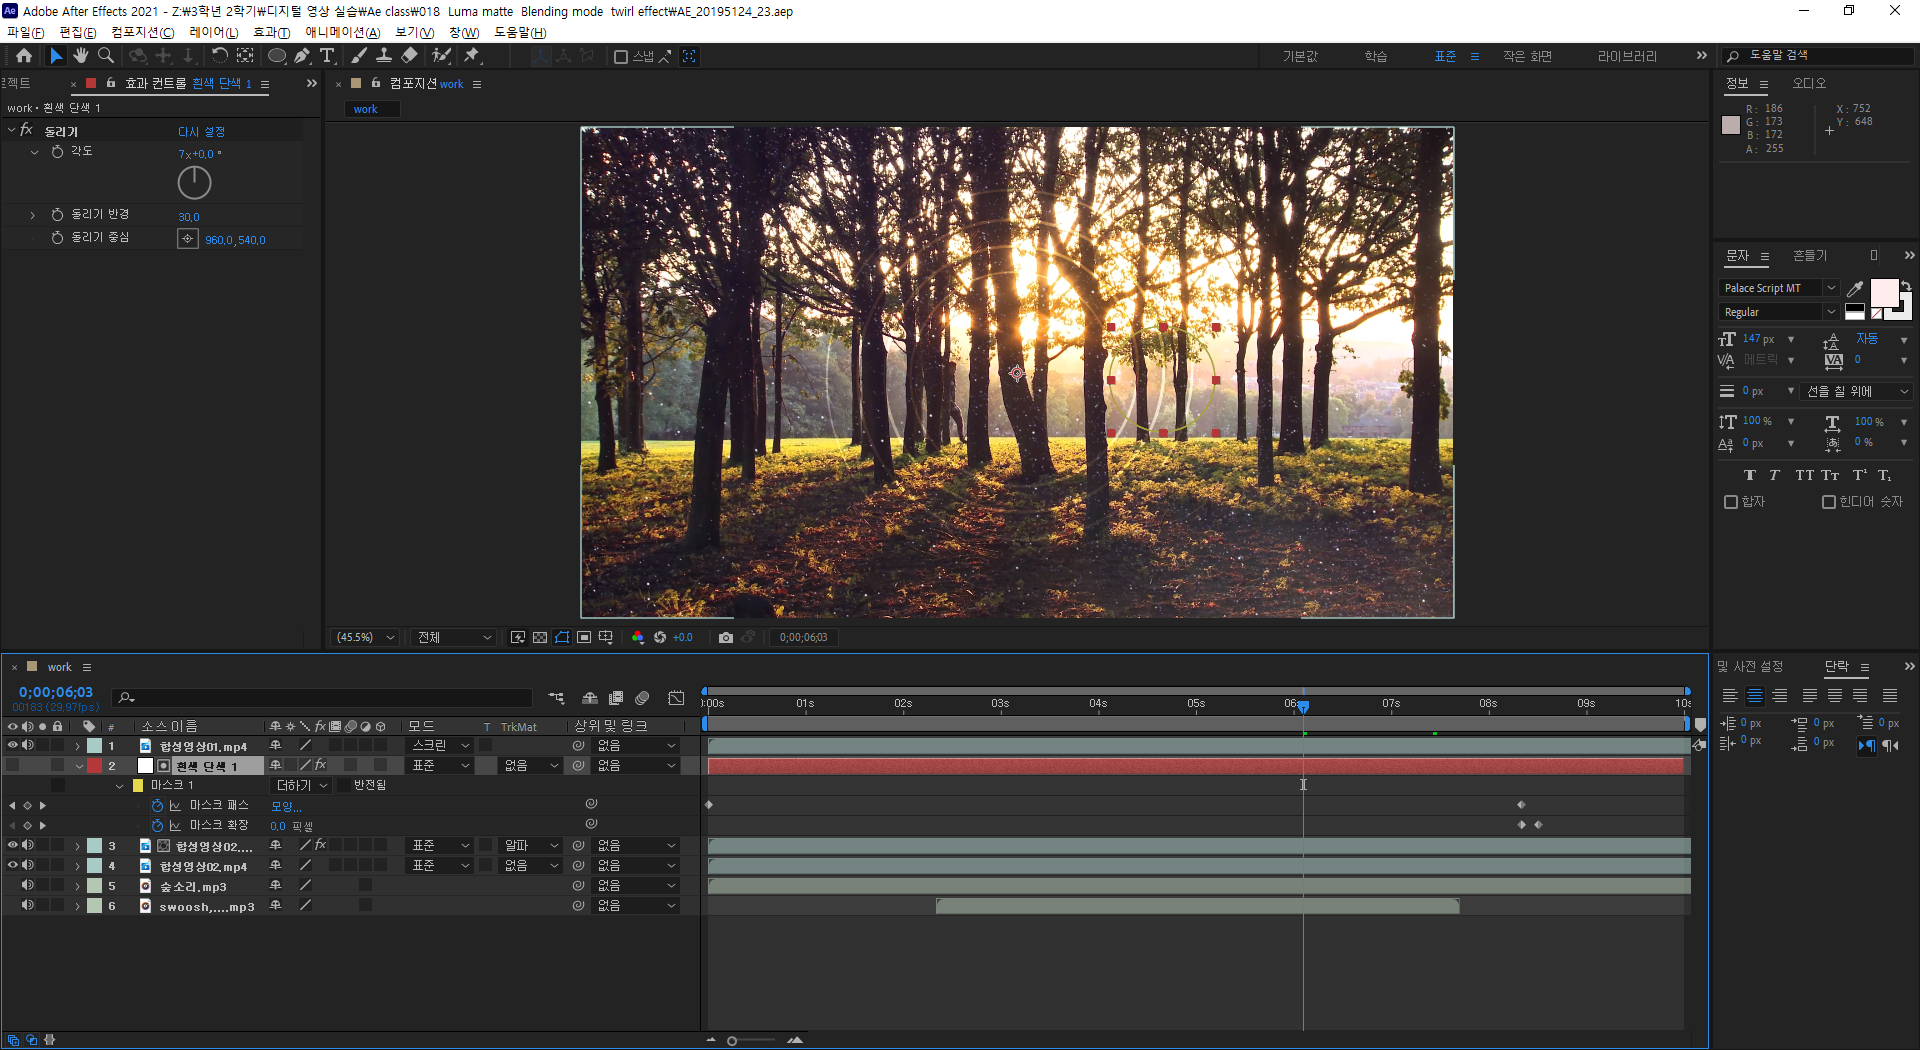 Adobe After Effects 2021 - Z:₩3학년 2학기₩디지털 영상 실습₩Ae class₩018  Luma matte  Blending mode  twirl effect₩AE_20195124_23.aep
파일(F) 편집(E) 컴포지션(C) 레이어(L) 효과(T) 애니메이션(A) 보기(V) 창(W) 도움말(H)
스냅 기본값 학습 표준 작은 화면 라이브러리 도움말 검색
로젝트 효과 컨트롤 흰색 단색 1
work • 흰색 단색 1
fx 돌리기 다시 설정
각도 7x+0,0 °
돌리기 반경 30,0
돌리기 중심 960,0,540,0
컴포지션 work
work
(45.5%) 전체 +0.0 0;00;06;03
정보 오디오
R: 186 X: 752
G: 173 Y: 648
B: 172
A: 255
문자 흔들기
Palace Script MT
Regular
147 px 자동
메트릭 0
0 px 선을 칠 위에
100 % 100 %
0 px 0 %
T T TT Tт T¹ T₁
합자 힌디어 숫자
및 사전 설정 단락
0 px 0 px 0 px
0 px 0 px
work
0;00;06;03
00183 (29,97fps)
# 소스 이름 fx 모드 T TrkMat 상위 및 링크
:00s 01s 02s 03s 04s 05s 06s 07s 08s 09s 10s
1 합성영상01.mp4 스크린 없음
2 흰색 단색 1 fx 표준 없음 없음
마스크 1 더하기 반전됨
마스크 패스 모양...
마스크 확장 0,0 픽셀
3 합성영상02.... fx 표준 알파 없음
4 합성영상02.mp4 표준 없음 없음
5 숲소리.mp3 없음
6 swoosh,....mp3 없음